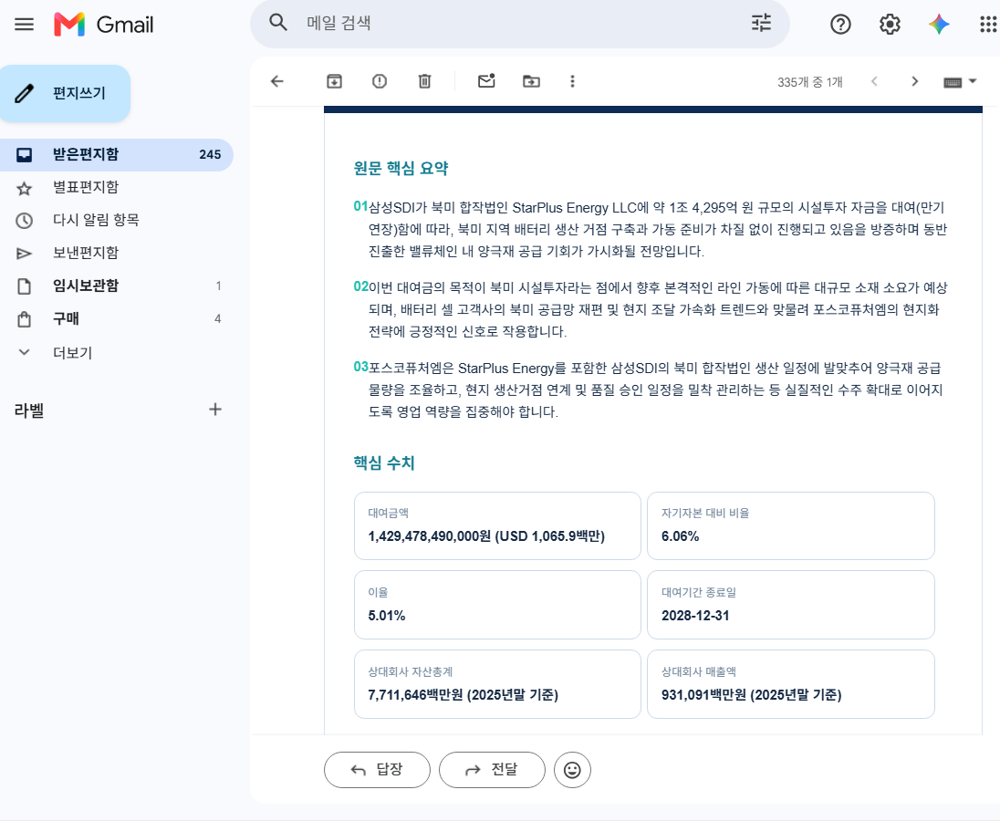 Gmail
메일 검색
편지쓰기
받은편지함 245
별표편지함
다시 알림 항목
보낸편지함
임시보관함 1
구매 4
더보기
라벨
335개 중 1개
원문 핵심 요약
01 삼성SDI가 북미 합작법인 StarPlus Energy LLC에 약 1조 4,295억 원 규모의 시설투자 자금을 대여(만기
연장)함에 따라, 북미 지역 배터리 생산 거점 구축과 가동 준비가 차질 없이 진행되고 있음을 방증하며 동반
진출한 밸류체인 내 양극재 공급 기회가 가시화될 전망입니다.
02 이번 대여금의 목적이 북미 시설투자라는 점에서 향후 본격적인 라인 가동에 따른 대규모 소재 소요가 예상
되며, 배터리 셀 고객사의 북미 공급망 재편 및 현지 조달 가속화 트렌드와 맞물려 포스코퓨처엠의 현지화
전략에 긍정적인 신호로 작용합니다.
03 포스코퓨처엠은 StarPlus Energy를 포함한 삼성SDI의 북미 합작법인 생산 일정에 발맞추어 양극재 공급
물량을 조율하고, 현지 생산거점 연계 및 품질 승인 일정을 밀착 관리하는 등 실질적인 수주 확대로 이어지
도록 영업 역량을 집중해야 합니다.
핵심 수치
대여금액
1,429,478,490,000원 (USD 1,065.9백만)
자기자본 대비 비율
6.06%
이율
5.01%
대여기간 종료일
2028-12-31
상대회사 자산총계
7,711,646백만원 (2025년말 기준)
상대회사 매출액
931,091백만원 (2025년말 기준)
답장
전달